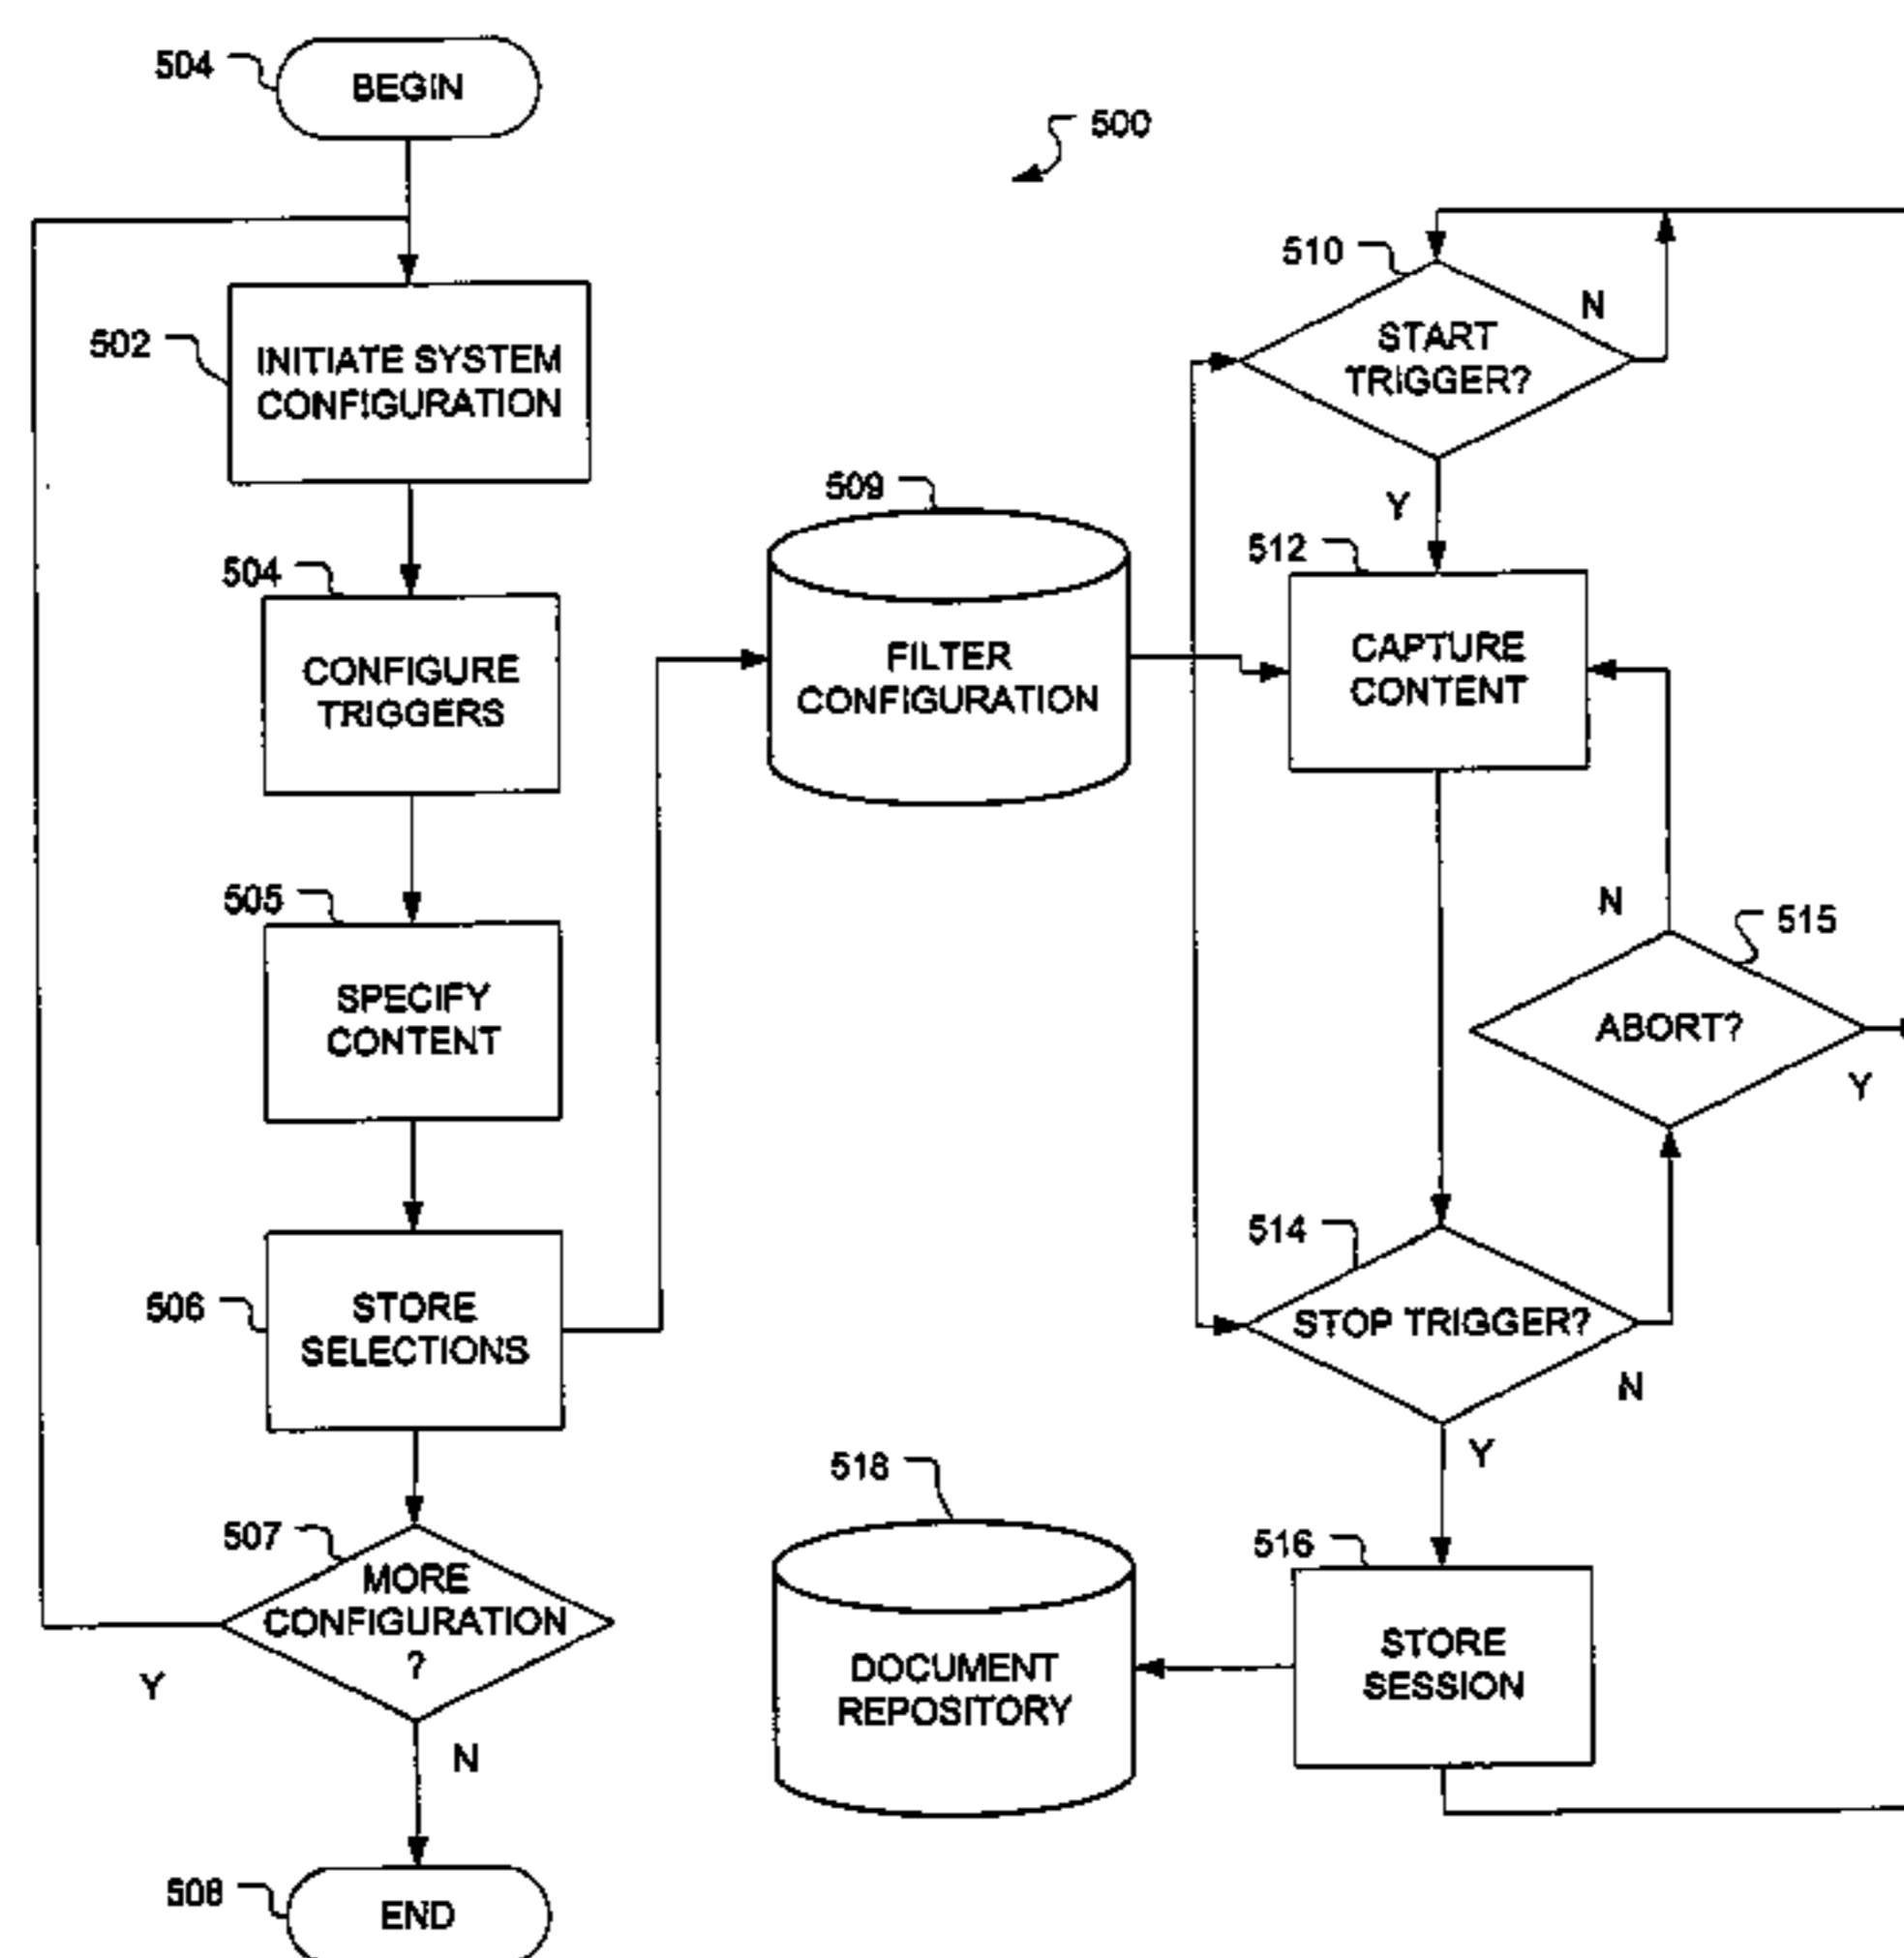 504
BEGIN
500
502
INITIATE SYSTEM
CONFIGURATION
504
CONFIGURE
TRIGGERS
505
SPECIFY
CONTENT
506
STORE
SELECTIONS
507
MORE
CONFIGURATION
?
Y
N
508
END
509
FILTER
CONFIGURATION
510
START
TRIGGER?
N
Y
512
CAPTURE
CONTENT
N
515
ABORT?
Y
514
STOP TRIGGER?
N
Y
516
STORE
SESSION
518
DOCUMENT
REPOSITORY